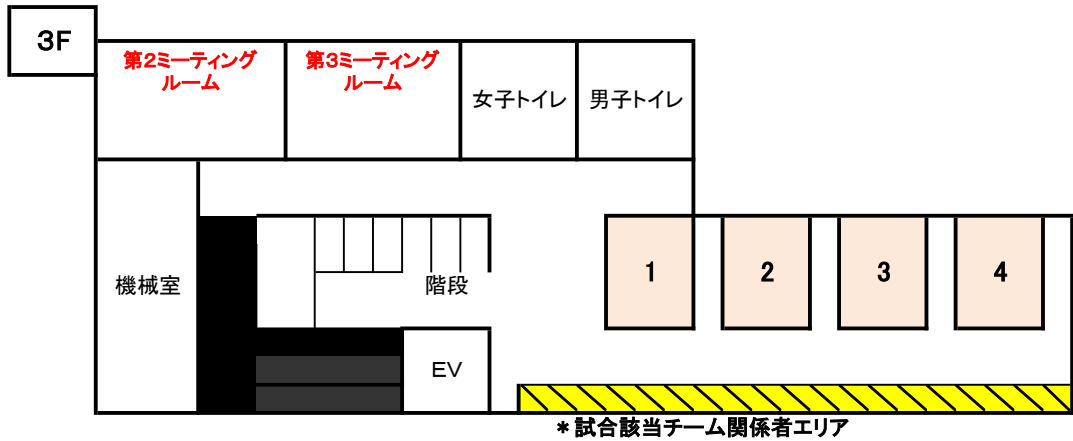 3F
第2ミーティング
ルーム
第3ミーティング
ルーム
女子トイレ
男子トイレ
機械室
階段
1
2
3
4
EV
*試合該当チーム関係者エリア